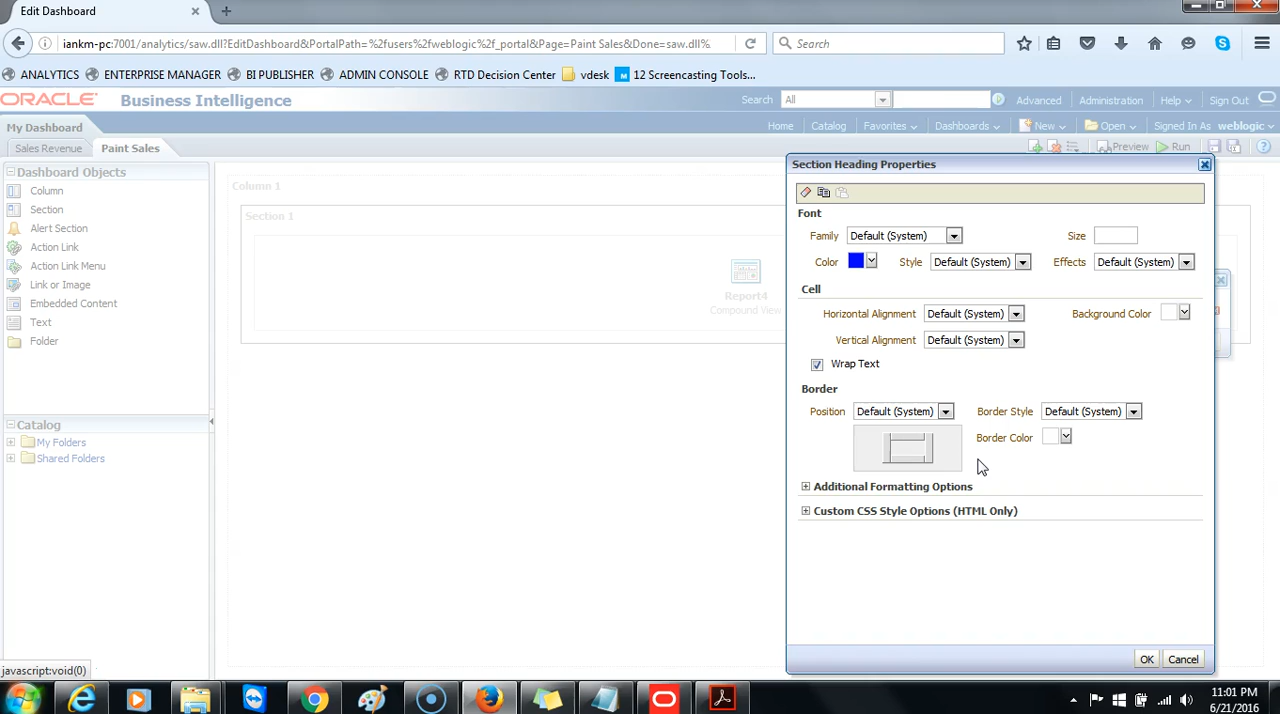 Edit Dashboard
iankm-pc:7001/analytics/saw.dll?EditDashboard&PortalPath=%2fusers%2fweblogic%2f_portal&Page=Paint Sales&Done=saw.dll%
Search
ANALYTICS ENTERPRISE MANAGER BI PUBLISHER ADMIN CONSOLE RTD Decision Center vdesk 12 Screencasting Tools...
ORACLE Business Intelligence
Search All Advanced Administration Help Sign Out
My Dashboard
Home Catalog Favorites Dashboards New Open Signed In As weblogic
Sales Revenue Paint Sales
Preview Run
Dashboard Objects
Column
Section
Alert Section
Action Link
Action Link Menu
Link or Image
Embedded Content
Text
Folder
Catalog
My Folders
Shared Folders
Column 1
Section 1
Report4
Compound View
Section Heading Properties
Font
Family Default (System) Size
Color Style Default (System) Effects Default (System)
Cell
Horizontal Alignment Default (System) Background Color
Vertical Alignment Default (System)
Wrap Text
Border
Position Default (System) Border Style Default (System)
Border Color
Additional Formatting Options
Custom CSS Style Options (HTML Only)
OK Cancel
javascript:void(0)
11:01 PM
6/21/2016